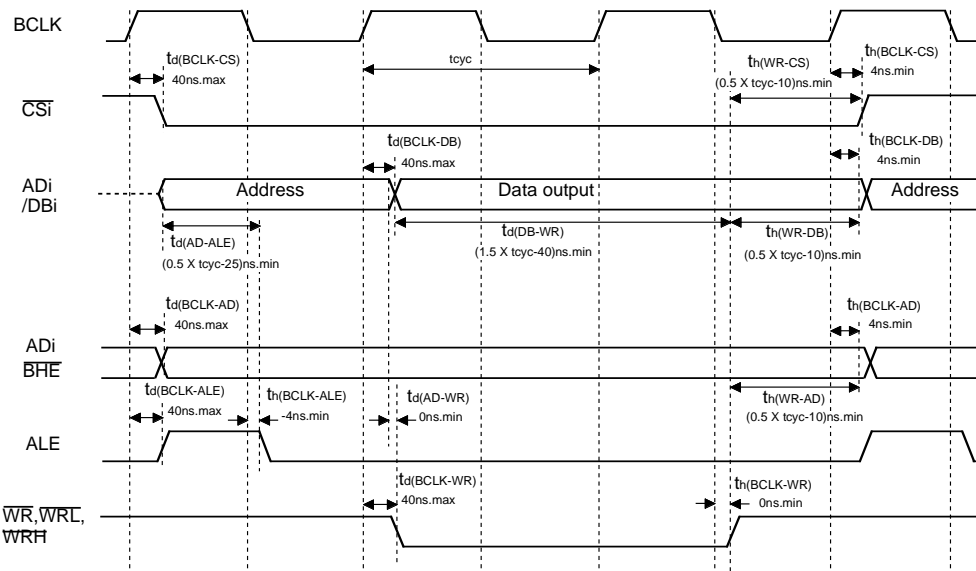 BCLK
td(BCLK-CS)
40ns.max
tcyc
th(WR-CS)
(0.5 X tcyc-10)ns.min
th(BCLK-CS)
4ns.min
CSi
td(BCLK-DB)
40ns.max
th(BCLK-DB)
4ns.min
ADi
/DBi
Address
Data output
Address
td(AD-ALE)
(0.5 X tcyc-25)ns.min
td(DB-WR)
(1.5 X tcyc-40)ns.min
th(WR-DB)
(0.5 X tcyc-10)ns.min
td(BCLK-AD)
40ns.max
th(BCLK-AD)
4ns.min
ADi
BHE
td(BCLK-ALE)
40ns.max
th(BCLK-ALE)
-4ns.min
td(AD-WR)
0ns.min
th(WR-AD)
(0.5 X tcyc-10)ns.min
ALE
td(BCLK-WR)
40ns.max
th(BCLK-WR)
0ns.min
WR,WRL,
WRH